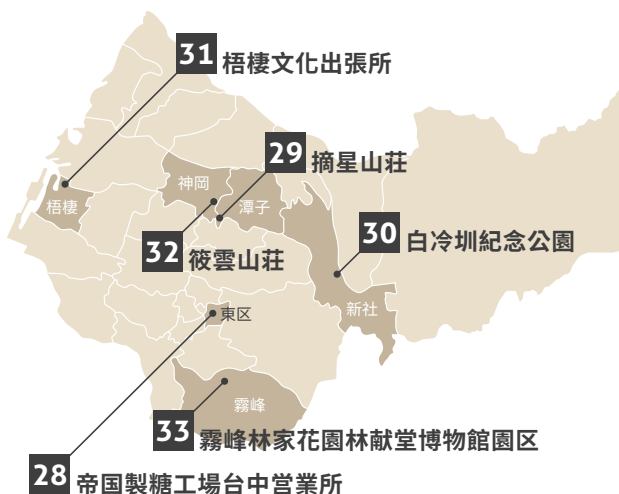 31 梧棲文化出張所
29 摘星山荘
神岡
潭子
梧棲
30 白冷圳紀念公園
32 筱雲山荘
新社
東区
霧峰
33 霧峰林家花園林献堂博物館園区
28 帝国製糖工場台中営業所